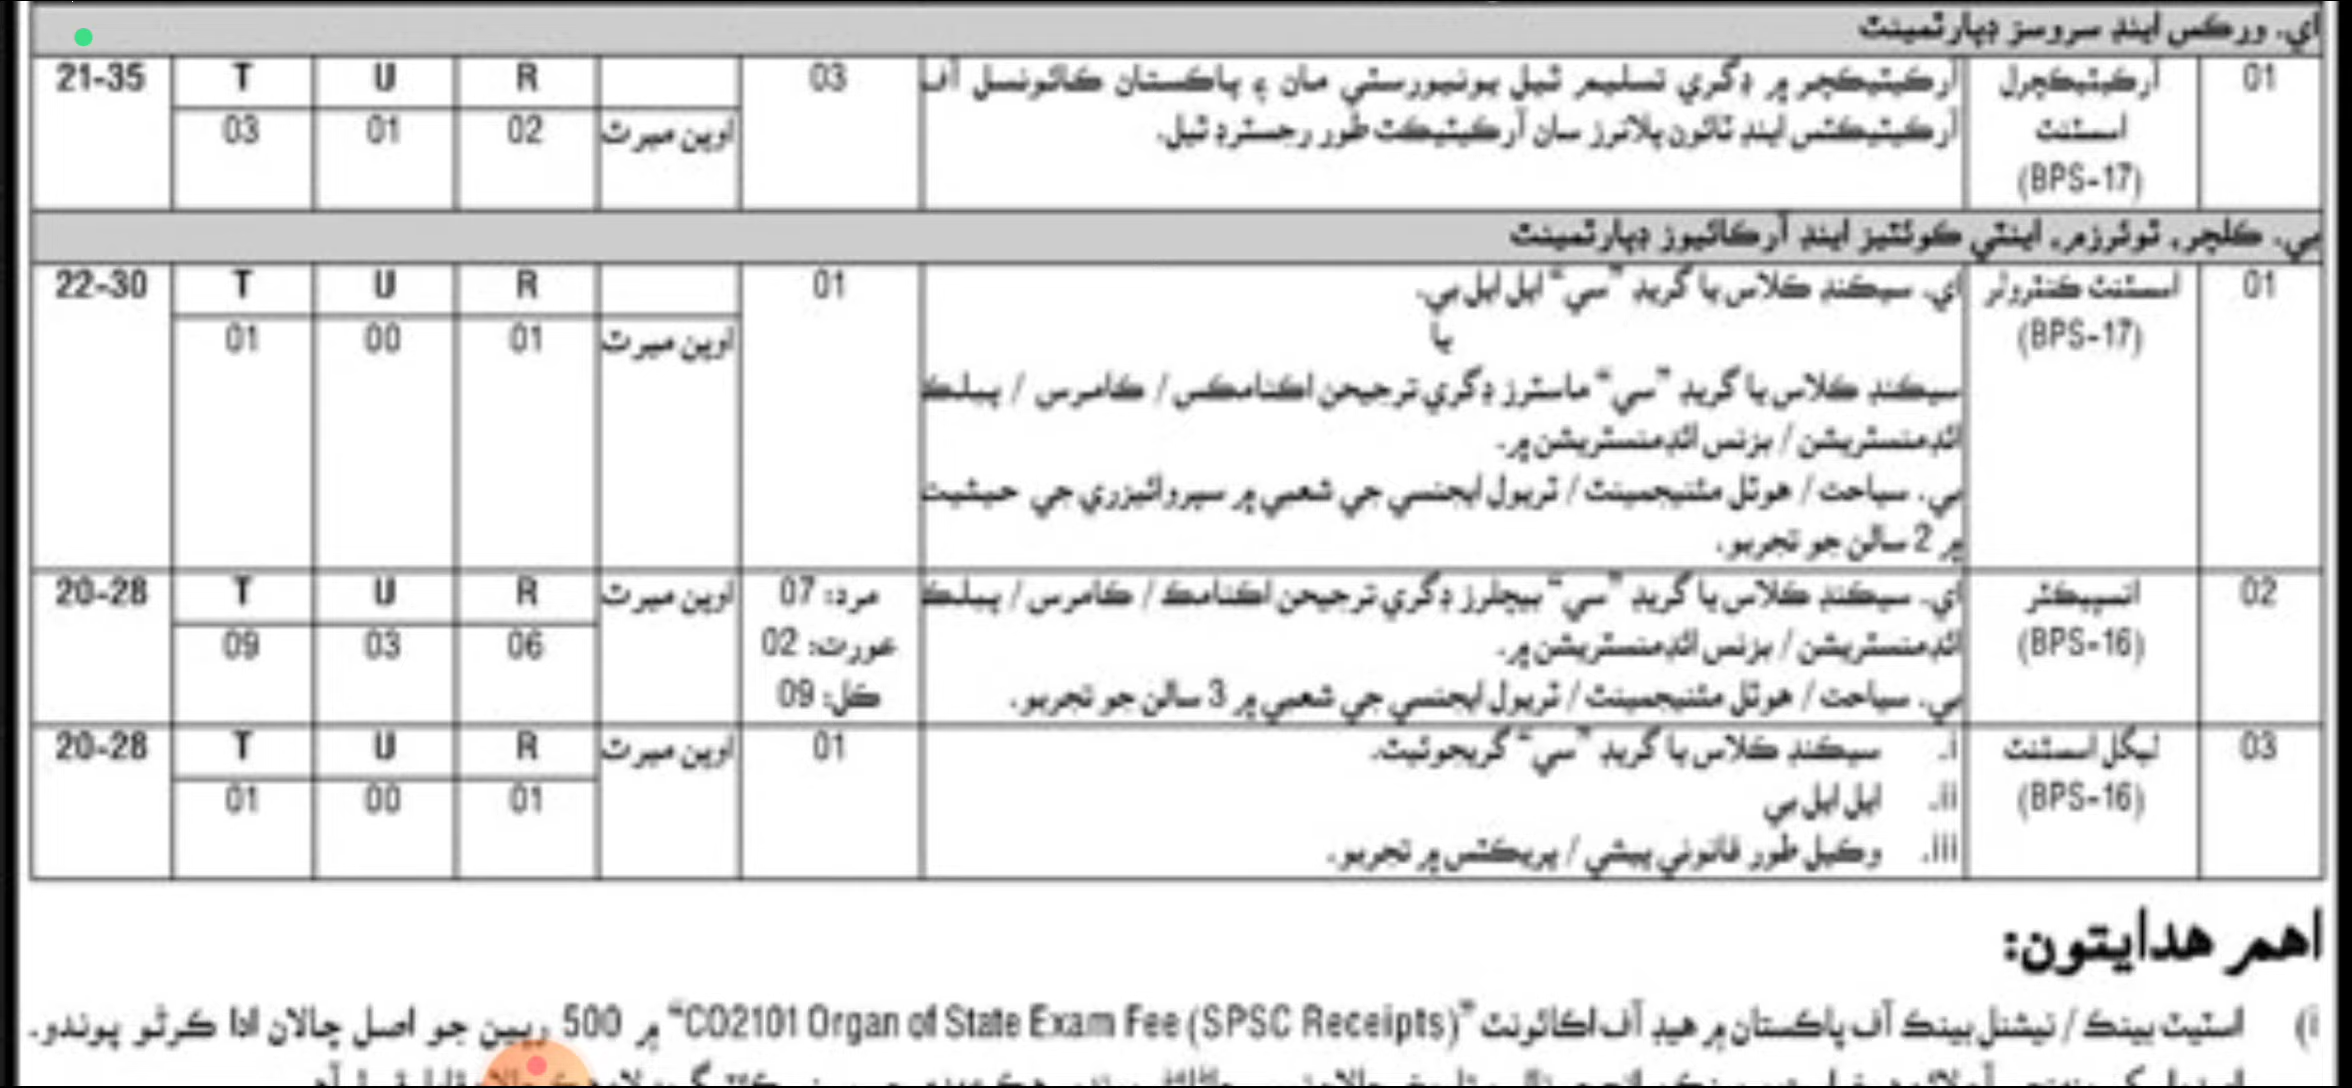 اي. ورڪس اينڊ سروسز ڊپارٽمينٽ
01
آرڪيٽيڪچرل
اسسٽنٽ
(BPS-17)
آرڪيٽيڪچر ۾ ڊگري تسليم ٿيل يونيورسٽي مان ۽ پاڪستان ڪائونسل آف
آرڪيٽيڪٽس اينڊ ٽائون پلانرز سان آرڪيٽيڪٽ طور رجسٽرڊ ٿيل.
03
R U T
اوپن ميرٽ 02 01 03
21-35
بي. ڪلچر، ٽوئرزم، اينٽي ڪوئٽيز اينڊ آرڪائيوز ڊپارٽمينٽ
01
اسسٽنٽ ڪنٽرولر
(BPS-17)
اي. سيڪنڊ ڪلاس يا گريڊ ”سي“ ايل ايل بي.
يا
سيڪنڊ ڪلاس يا گريڊ ”سي“ ماسٽرز ڊگري ترجيحن اڪنامڪس / ڪامرس / پبلڪ
ائڊمنسٽريشن / بزنس ائڊمنسٽريشن ۾.
بي. سياحت / هوٽل مئنيجمينٽ / ٽريول ايجنسي جي شعبي ۾ سپروائيزري جي حيثيت
۾ 2 سالن جو تجربو.
01
R U T
اوپن ميرٽ 01 00 01
22-30
02
انسپيڪٽر
(BPS-16)
اي. سيڪنڊ ڪلاس يا گريڊ ”سي“ بيچلرز ڊگري ترجيحن اڪنامڪ / ڪامرس / پبلڪ
ائڊمنسٽريشن / بزنس ائڊمنسٽريشن ۾.
بي. سياحت / هوٽل مئنيجمينٽ / ٽريول ايجنسي جي شعبي ۾ 3 سالن جو تجربو.
مرد: 07
عورت: 02
ڪل: 09
اوپن ميرٽ R U T
06 03 09
20-28
03
ليگل اسسٽنٽ
(BPS-16)
i. سيڪنڊ ڪلاس يا گريڊ ”سي“ گريجوئيٽ.
ii. ايل ايل بي
iii. وڪيل طور قانوني پيشي / پريڪٽس ۾ تجربو.
01
اوپن ميرٽ R U T
01 00 01
20-28
اهم هدايتون:
i) اسٽيٽ بينڪ / نيشنل بينڪ آف پاڪستان ۾ هيڊ آف اڪائونٽ ”CO2101 Organ of State Exam Fee (SPSC Receipts)“ ۾ 500 رپين جو اصل چالان ادا ڪرڻو پوندو.